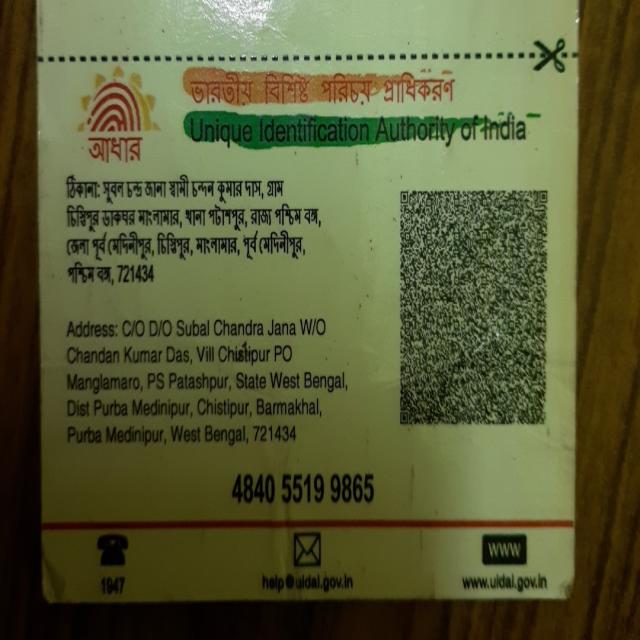 ভারতীয় বিশিষ্ট পরিচয় প্রাধিকরণ
Unique Identification Authority of India
আধার
ঠিকানা: সুবল চন্দ্র জানা স্বামী চন্দন কুমার দাস, গ্রাম
চিস্তিপুর ডাকঘর মাংলামার, থানা পটাশপুর, রাজ্য পশ্চিম বঙ্গ,
জেলা পূর্ব মেদিনীপুর, চিস্তিপুর, মাংলামার, পূর্ব মেদিনীপুর,
পশ্চিম বঙ্গ, 721434
Address: C/O D/O Subal Chandra Jana W/O
Chandan Kumar Das, Vill Chistipur PO
Manglamaro, PS Patashpur, State West Bengal,
Dist Purba Medinipur, Chistipur, Barmakhal,
Purba Medinipur, West Bengal, 721434
4840 5519 9865
WWW
1947 help@uidai.gov.in www.uidai.gov.in